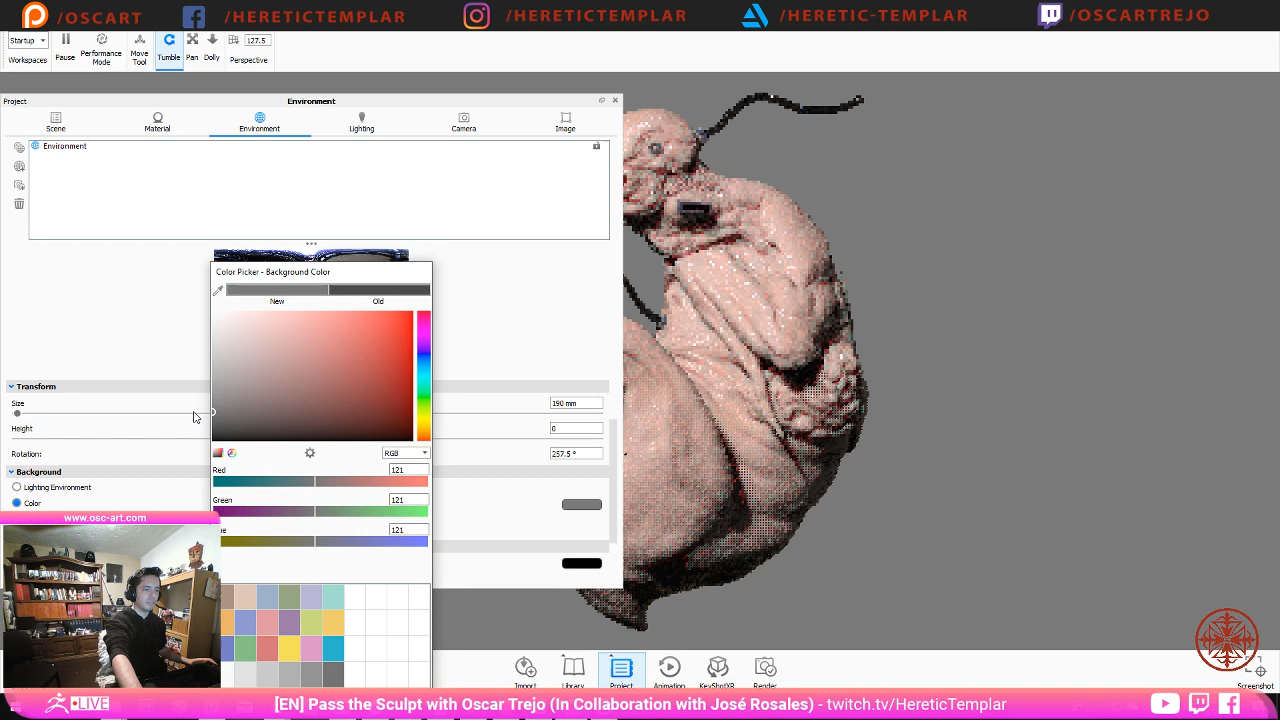 /OSCART
/HERETICTEMPLAR
/HERETICTEMPLAR
/HERETIC-TEMPLAR
/OSCARTREJO
Startup
Workspaces
Pause
Performance
Mode
Move
Tool
Tumble
Pan
Dolly
127.5
Perspective
Project
Environment
Scene
Material
Environment
Lighting
Camera
Image
Environment
Color Picker - Background Color
New
Old
Transform
Size
190 mm
Height
0
Rotation:
257.5 °
Background
Lighting Environment
Color
RGB
Red
121
Green
121
121
www.osc-art.com
Import
Library
Project
Animation
KeyShotXR
Render
Screenshot
LIVE
[EN] Pass the Sculpt with Oscar Trejo (In Collaboration with José Rosales) - twitch.tv/HereticTemplar